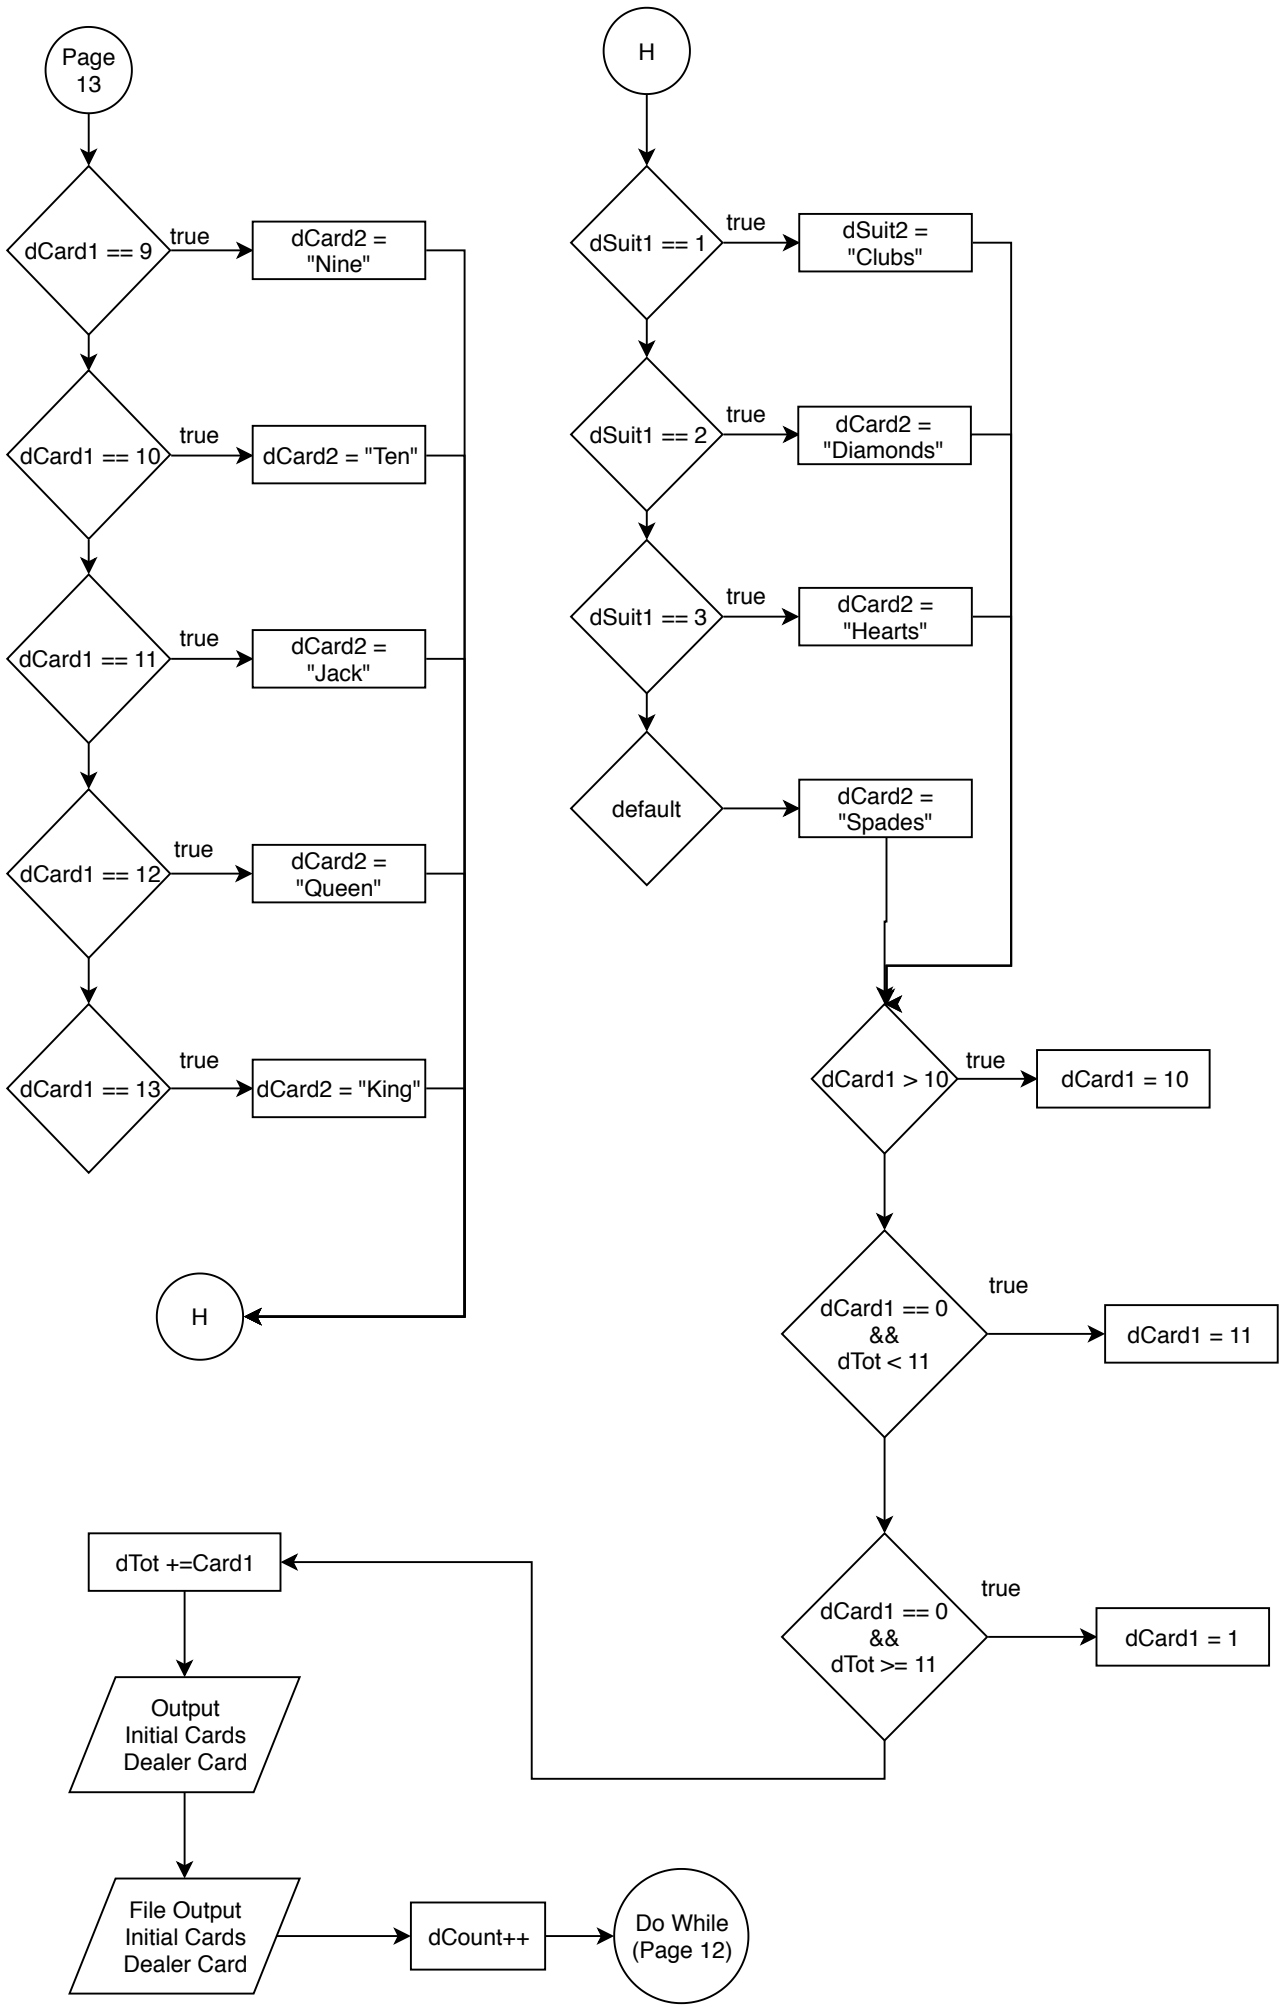 Page
13
dCard1 == 9
true
dCard2 =
"Nine"
dCard1 == 10
true
dCard2 = "Ten"
dCard1 == 11
true
dCard2 =
"Jack"
dCard1 == 12
true
dCard2 =
"Queen"
dCard1 == 13
true
dCard2 = "King"
H
H
dSuit1 == 1
true
dSuit2 =
"Clubs"
dSuit1 == 2
true
dCard2 =
"Diamonds"
dSuit1 == 3
true
dCard2 =
"Hearts"
default
dCard2 =
"Spades"
dCard1 > 10
true
dCard1 = 10
dCard1 == 0
&&
dTot < 11
true
dCard1 = 11
dCard1 == 0
&&
dTot >= 11
true
dCard1 = 1
dTot +=Card1
Output
Initial Cards
Dealer Card
File Output
Initial Cards
Dealer Card
dCount++
Do While
(Page 12)